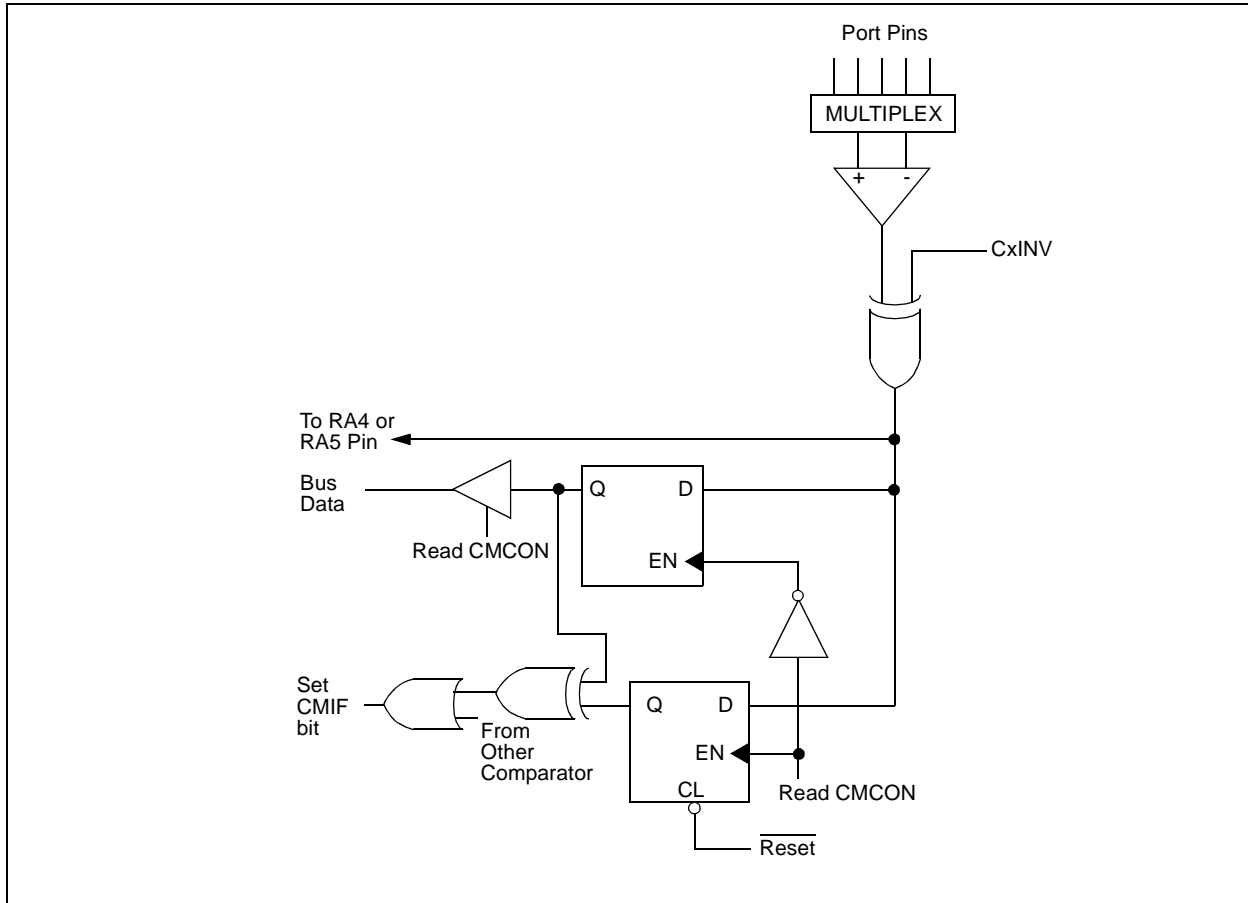 Port Pins
MULTIPLEX
+ -
CxINV
To RA4 or
RA5 Pin
Bus
Data
Q D
EN
Read CMCON
Set
CMIF
bit
From
Other
Comparator
Q D
EN
CL
Read CMCON
Reset